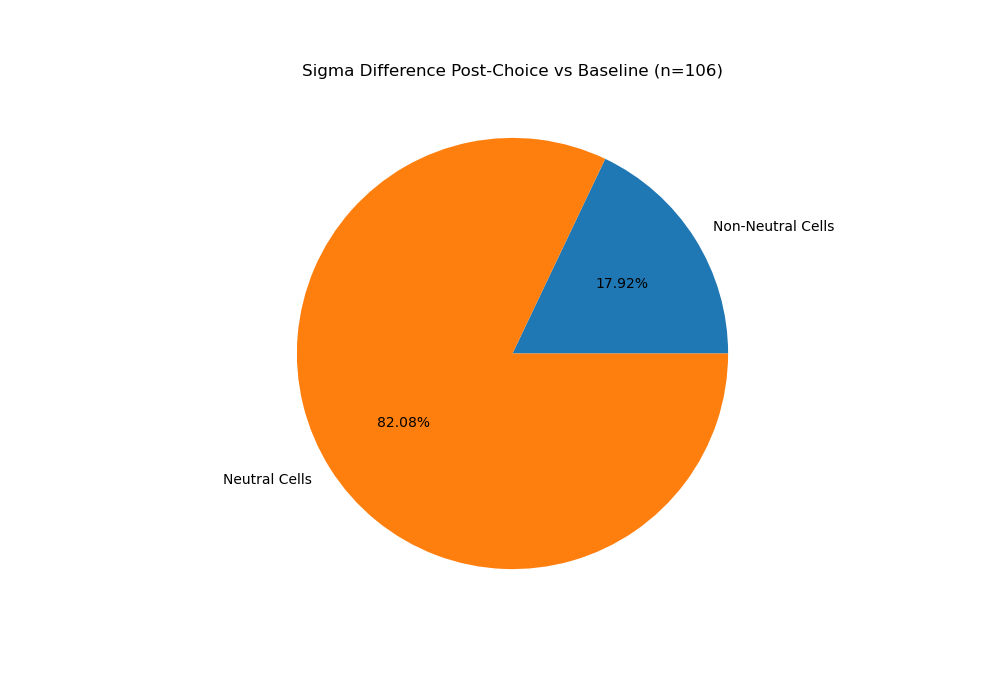 Sigma Difference Post-Choice vs Baseline (n=106)
Non-Neutral Cells
17.92%
82.08%
Neutral Cells